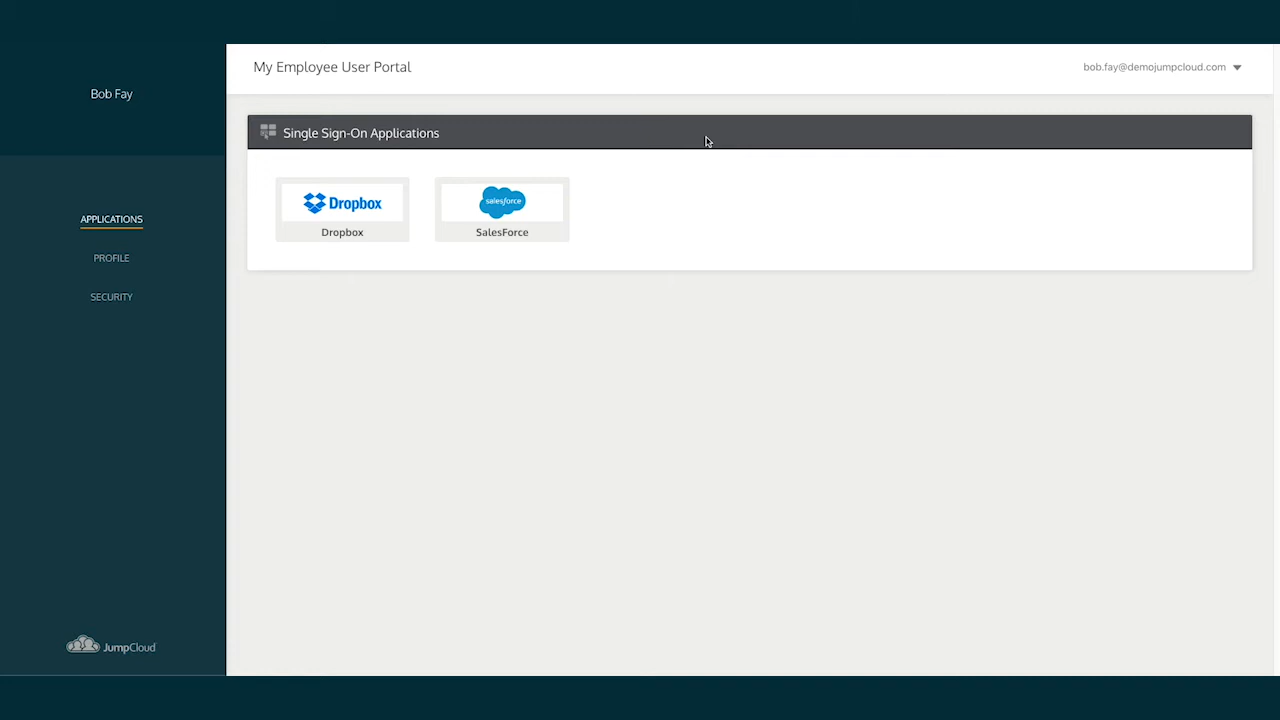 Bob Fay
APPLICATIONS
PROFILE
SECURITY
JumpCloud
My Employee User Portal
bob.fay@demojumpcloud.com
Single Sign-On Applications
Dropbox
Dropbox
salesforce
SalesForce